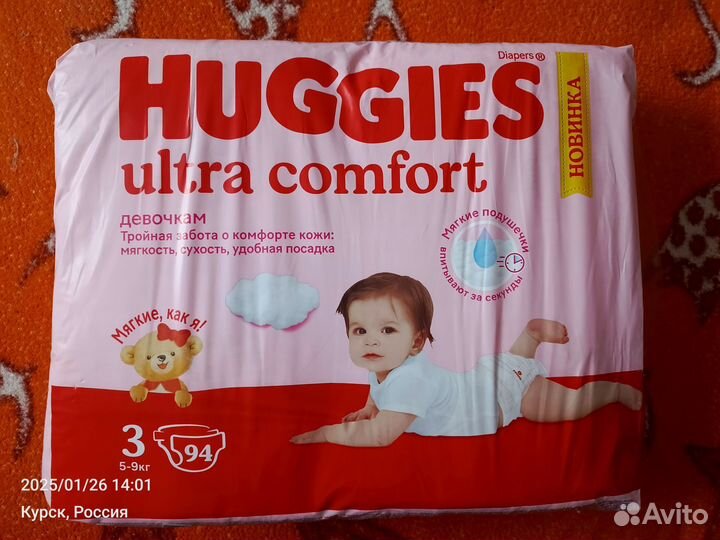 Diapers®
HUGGIES
ultra comfort
НОВИНКА
девочкам
Тройная забота о комфорте кожи:
мягкость, сухость, удобная посадка
Мягкие подушечки
впитывают за секунды
Мягкие, как я!
3
94
5-9кг
2025/01/26 14:01
Курск, Россия
Avito